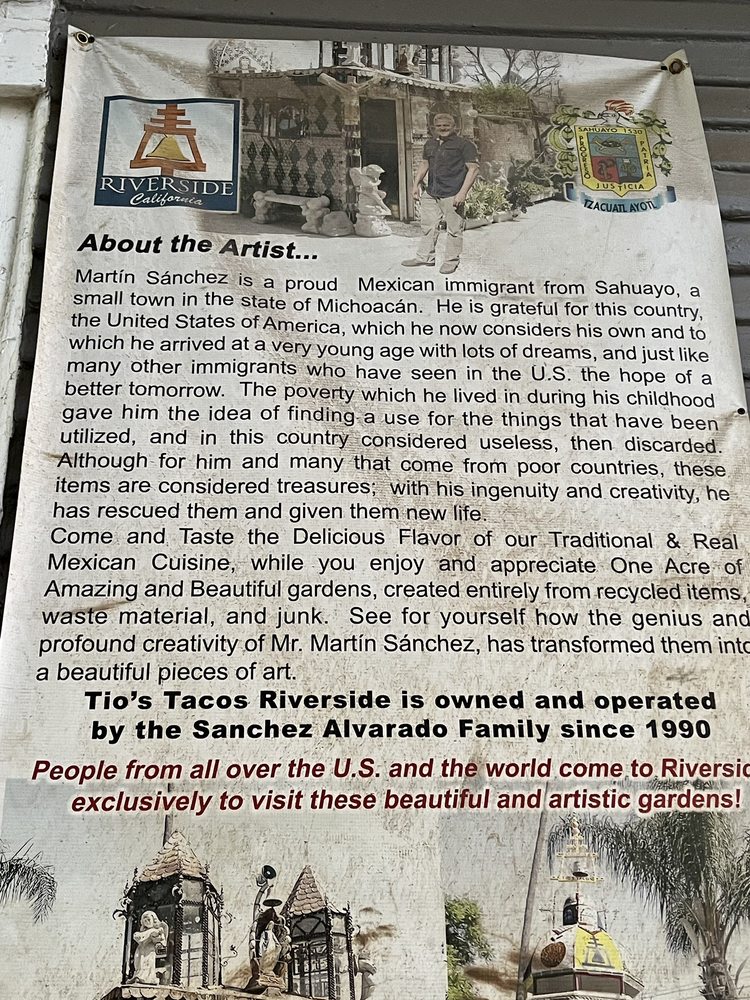 RIVERSIDE
California
SAHUAYO 1530
PROGRESO
PATRIA
JUSTICIA
TZACUATL AYOTL
About the Artist...
Martín Sánchez is a proud Mexican immigrant from Sahuayo, a
small town in the state of Michoacán. He is grateful for this country,
the United States of America, which he now considers his own and to
which he arrived at a very young age with lots of dreams, and just like
many other immigrants who have seen in the U.S. the hope of a
better tomorrow. The poverty which he lived in during his childhood
gave him the idea of finding a use for the things that have been
utilized, and in this country considered useless, then discarded.
Although for him and many that come from poor countries, these
items are considered treasures; with his ingenuity and creativity, he
has rescued them and given them new life.
Come and Taste the Delicious Flavor of our Traditional & Real
Mexican Cuisine, while you enjoy and appreciate One Acre of
Amazing and Beautiful gardens, created entirely from recycled items,
waste material, and junk. See for yourself how the genius and
profound creativity of Mr. Martín Sánchez, has transformed them into
a beautiful pieces of art.
Tio's Tacos Riverside is owned and operated
by the Sanchez Alvarado Family since 1990
People from all over the U.S. and the world come to Riversid
exclusively to visit these beautiful and artistic gardens!